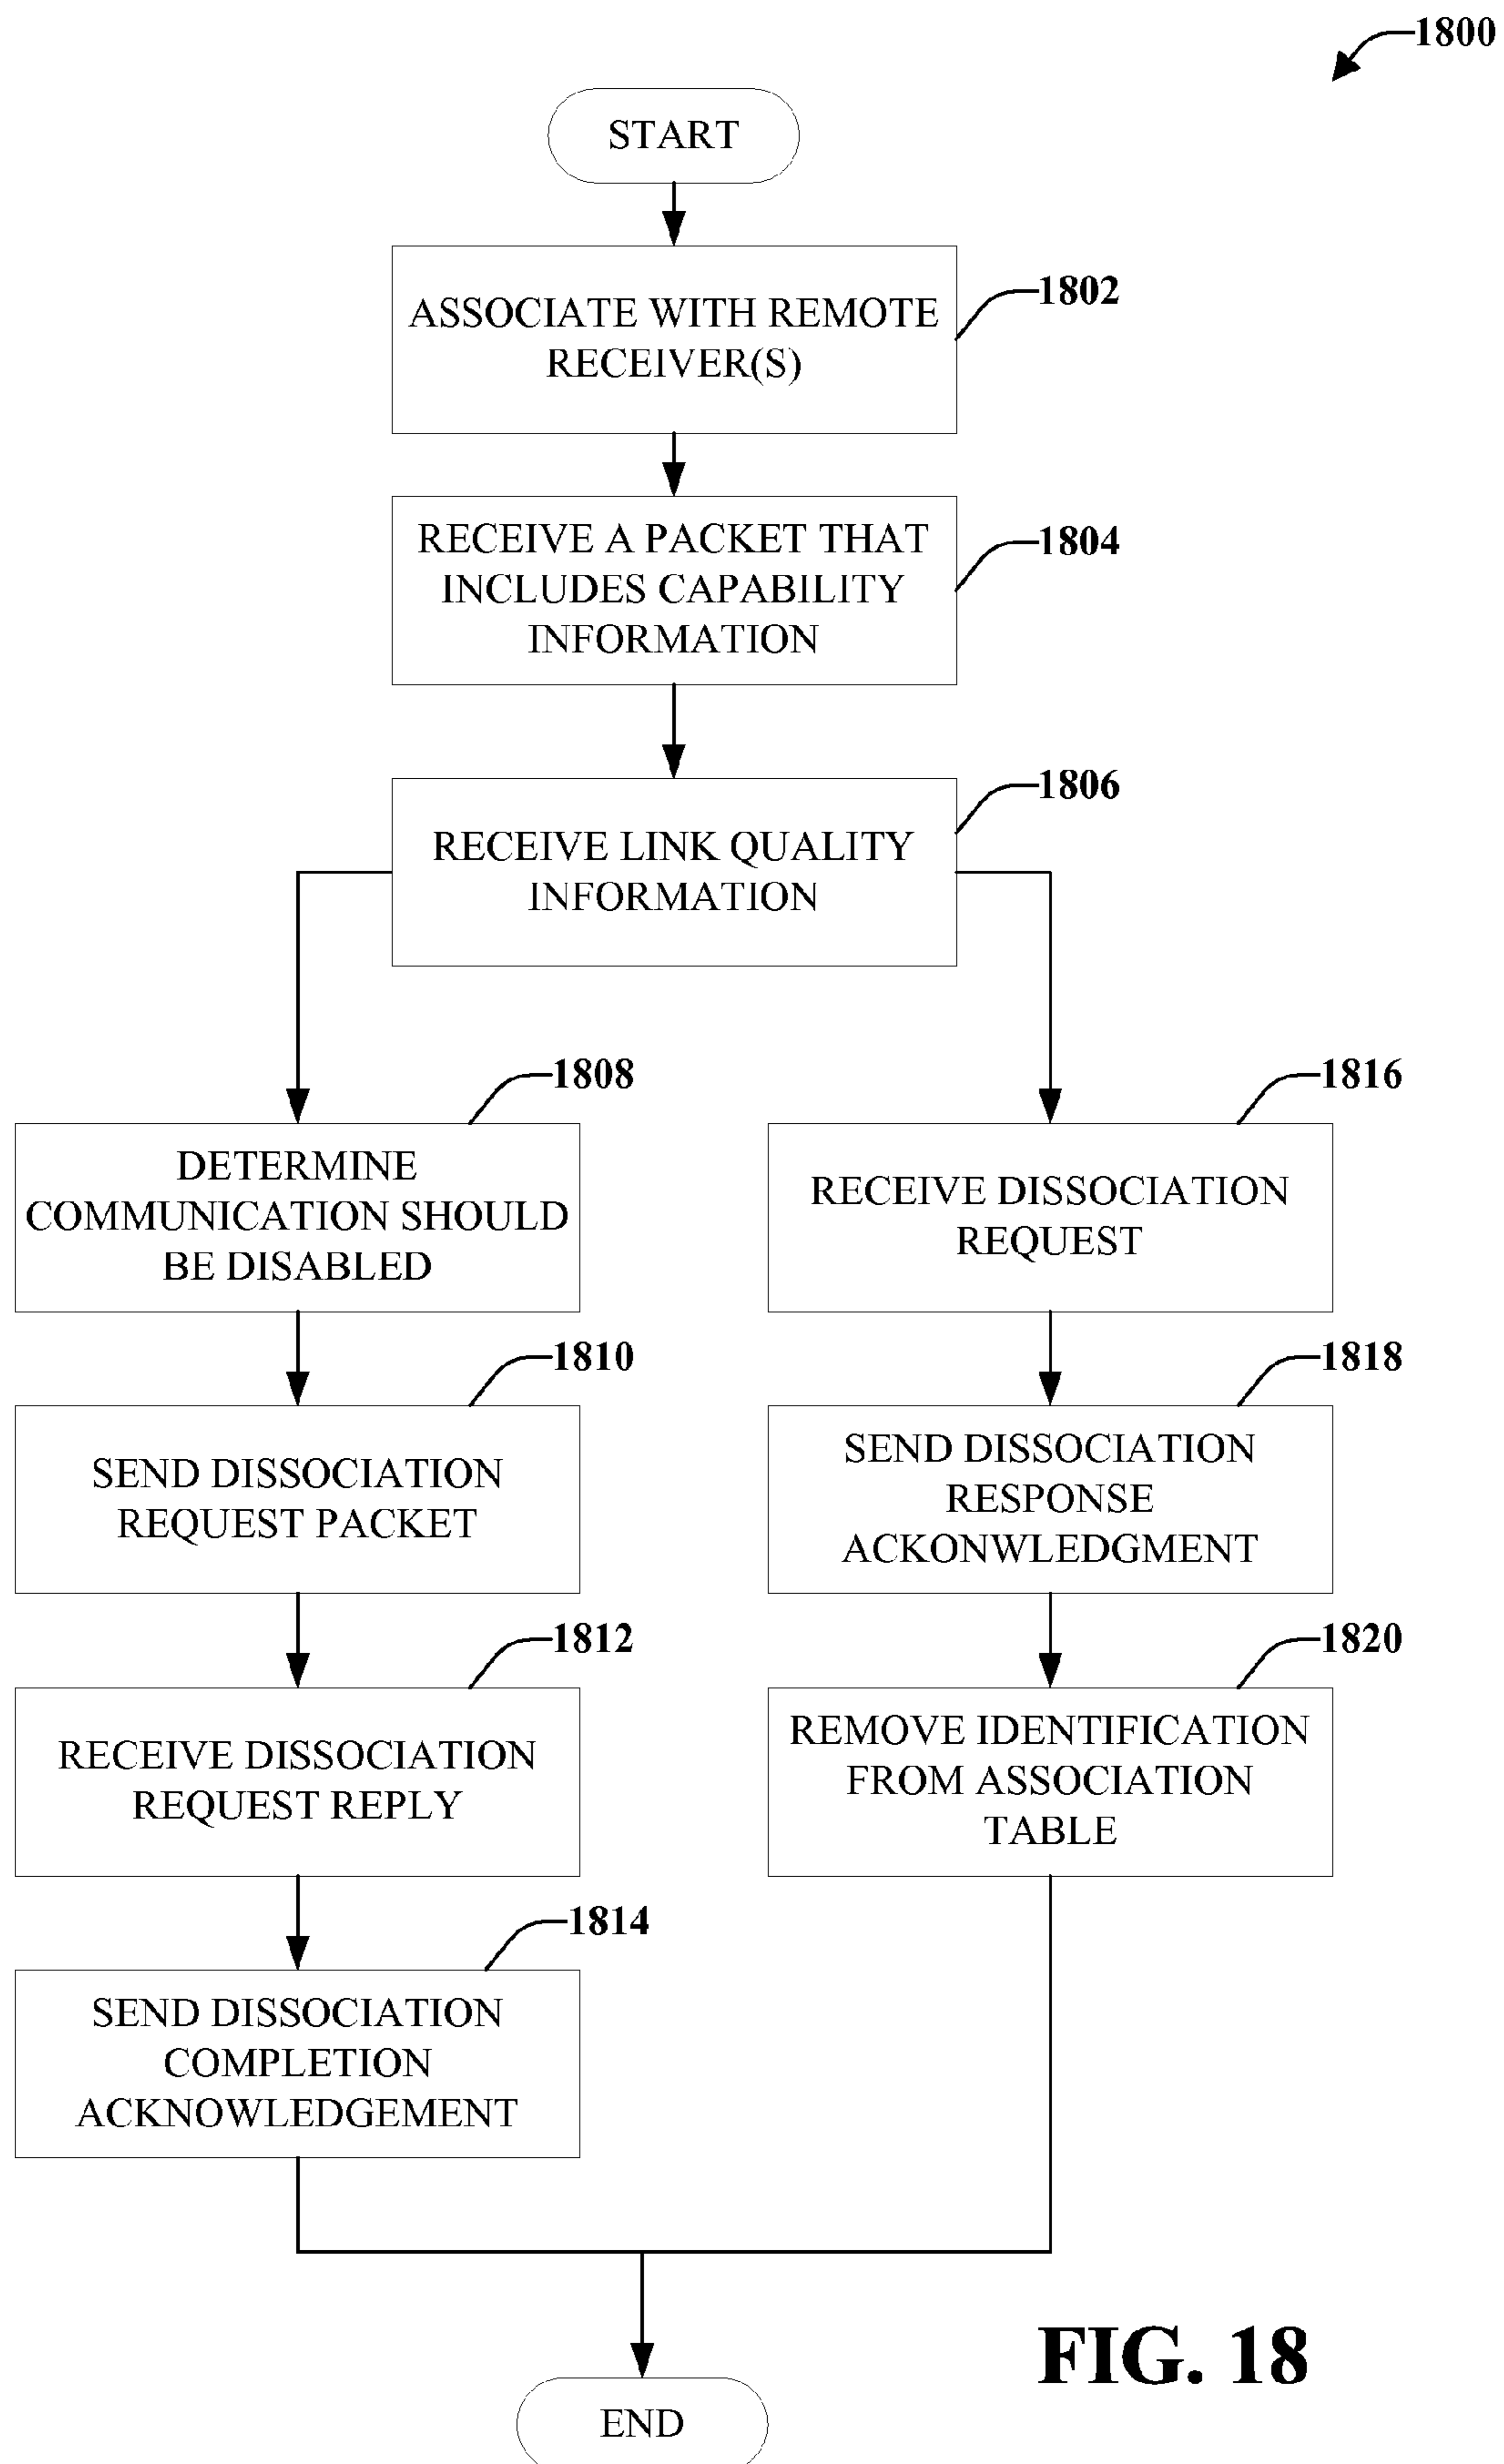 1800
START
1802
ASSOCIATE WITH REMOTE
RECEIVER(S)
1804
RECEIVE A PACKET THAT
INCLUDES CAPABILITY
INFORMATION
1806
RECEIVE LINK QUALITY
INFORMATION
1808
DETERMINE
COMMUNICATION SHOULD
BE DISABLED
1810
SEND DISSOCIATION
REQUEST PACKET
1812
RECEIVE DISSOCIATION
REQUEST REPLY
1814
SEND DISSOCIATION
COMPLETION
ACKNOWLEDGEMENT
1816
RECEIVE DISSOCIATION
REQUEST
1818
SEND DISSOCIATION
RESPONSE
ACKONWLEDGMENT
1820
REMOVE IDENTIFICATION
FROM ASSOCIATION
TABLE
END
FIG. 18